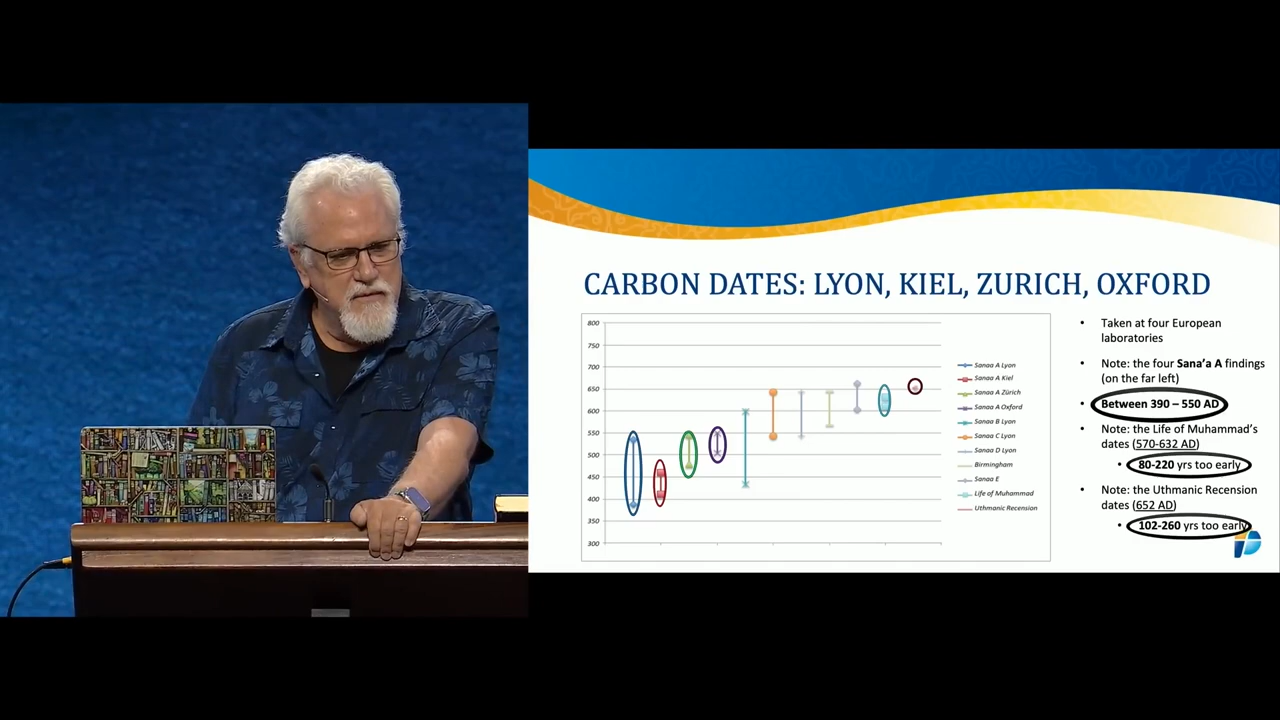 CARBON DATES: LYON, KIEL, ZURICH, OXFORD
800
750
700
650
600
550
500
450
400
350
300
Sanaa A Lyon
Sanaa A Kiel
Sanaa A Zürich
Sanaa A Oxford
Sanaa B Lyon
Sanaa C Lyon
Sanaa D Lyon
Birmingham
Sanaa E
Life of Muhammad
Uthmanic Recension
• Taken at four European
laboratories
• Note: the four Sana'a A findings
(on the far left)
• Between 390 – 550 AD
• Note: the Life of Muhammad's
dates (570-632 AD)
• 80-220 yrs too early
• Note: the Uthmanic Recension
dates (652 AD)
• 102-260 yrs too early